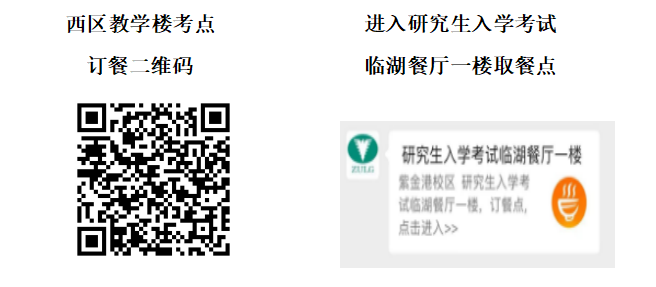 西区教学楼考点
订餐二维码
进入研究生入学考试
临湖餐厅一楼取餐点
研究生入学考试临湖餐厅一楼
紫金港校区 研究生入学考
试临湖餐厅一楼，订餐点，
点击进入>>
ZULG